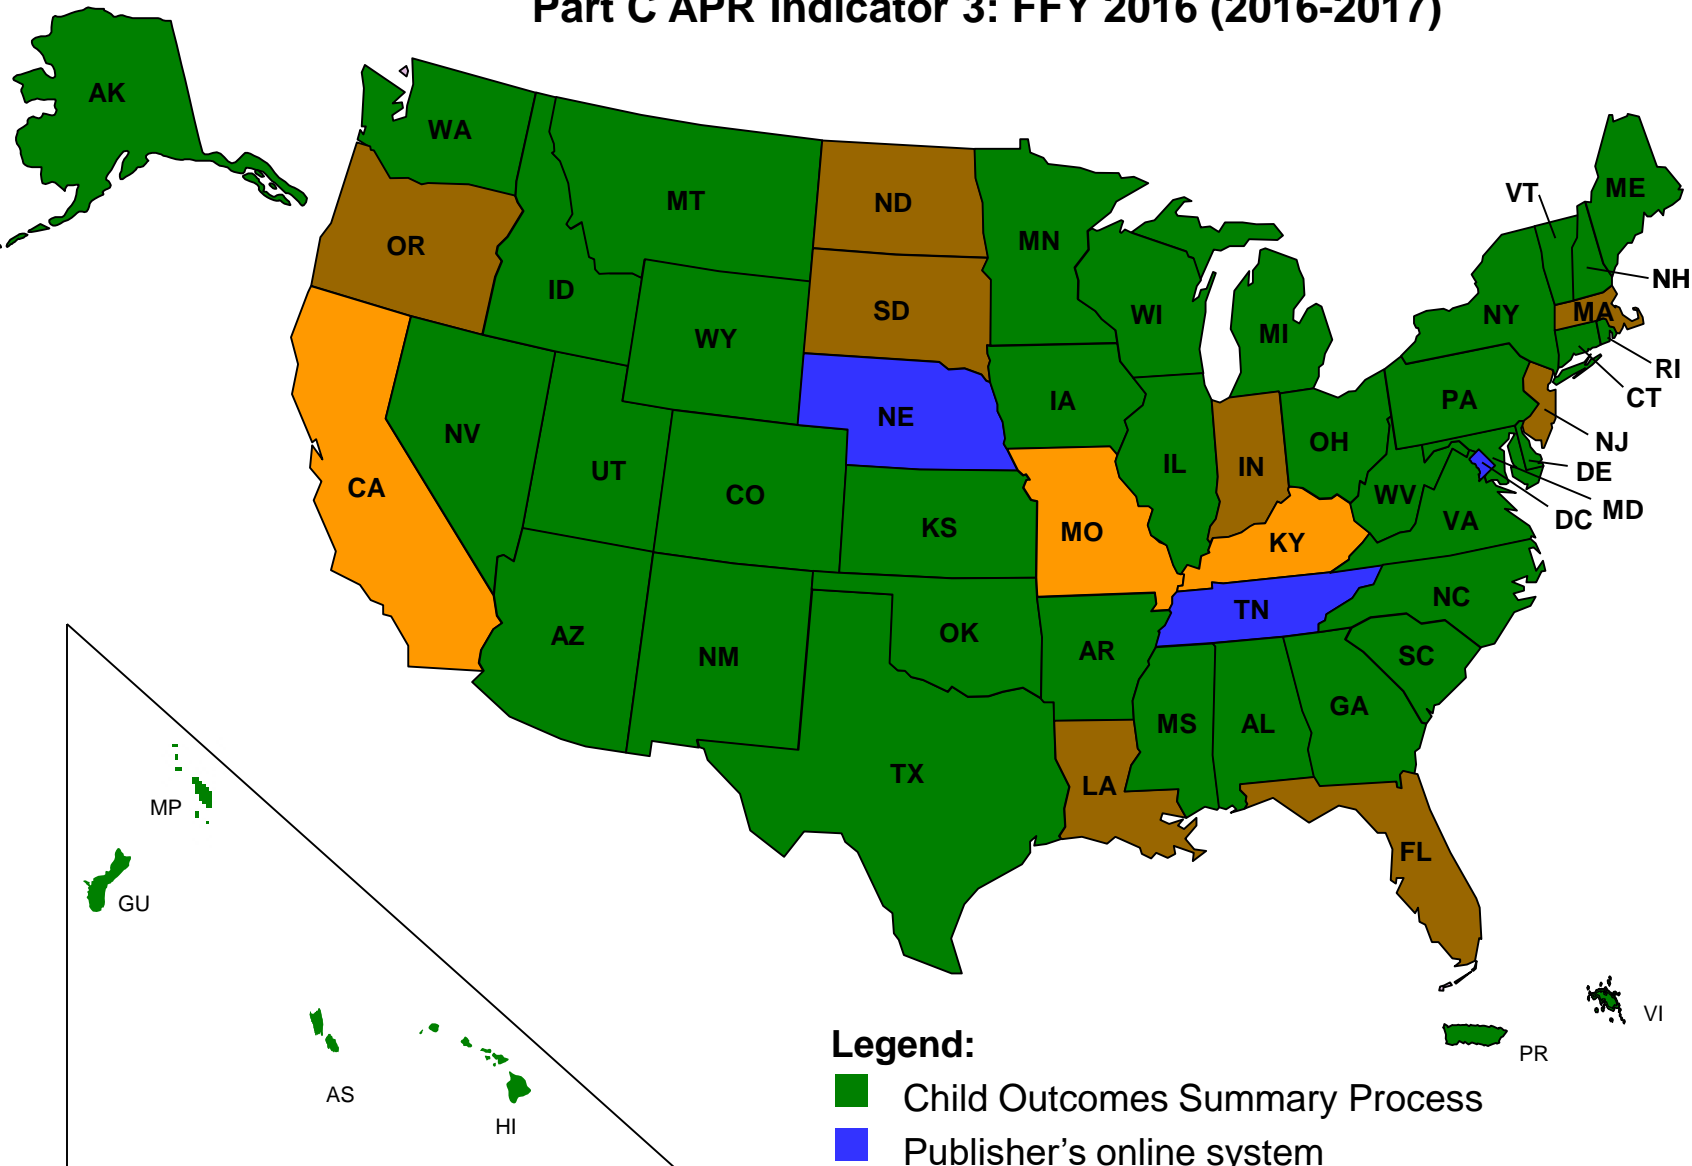 Part C APR Indicator 3: FFY 2016 (2016-2017)
AK
WA
MT
ND
MN
VT
ME
OR
ID
SD
WI
NH
WY
MI
NY
MA
RI
NE
IA
PA
CT
NV
OH
NJ
UT
CO
IL
IN
WV
DE
CA
KS
MO
KY
VA
DC
MD
AZ
NM
OK
AR
TN
NC
SC
MS
AL
GA
TX
LA
FL
MP
GU
AS
HI
VI
PR
Legend:
Child Outcomes Summary Process
Publisher’s online system